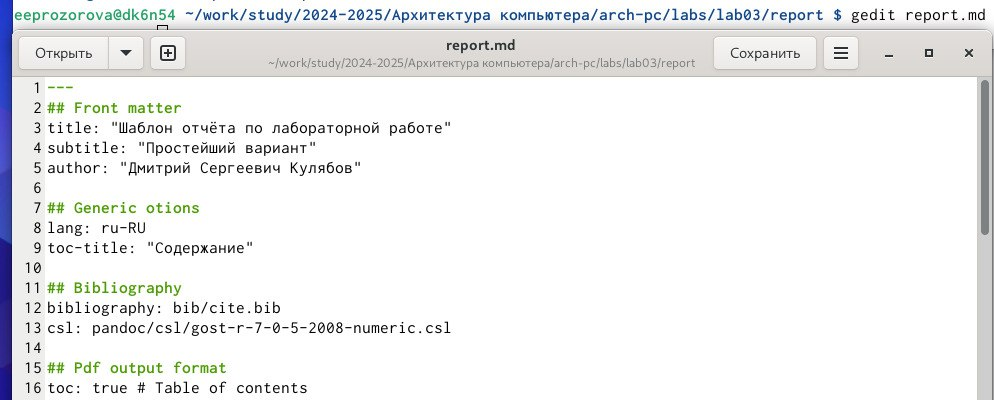 eeprozorova@dk6n54 ~/work/study/2024-2025/Архитектура компьютера/arch-pc/labs/lab03/report $ gedit report.md
Открыть
report.md
~/work/study/2024-2025/Архитектура компьютера/arch-pc/labs/lab03/report
Сохранить
1 ---
2 ## Front matter
3 title: "Шаблон отчёта по лабораторной работе"
4 subtitle: "Простейший вариант"
5 author: "Дмитрий Сергеевич Кулябов"
6
7 ## Generic otions
8 lang: ru-RU
9 toc-title: "Содержание"
10
11 ## Bibliography
12 bibliography: bib/cite.bib
13 csl: pandoc/csl/gost-r-7-0-5-2008-numeric.csl
14
15 ## Pdf output format
16 toc: true # Table of contents